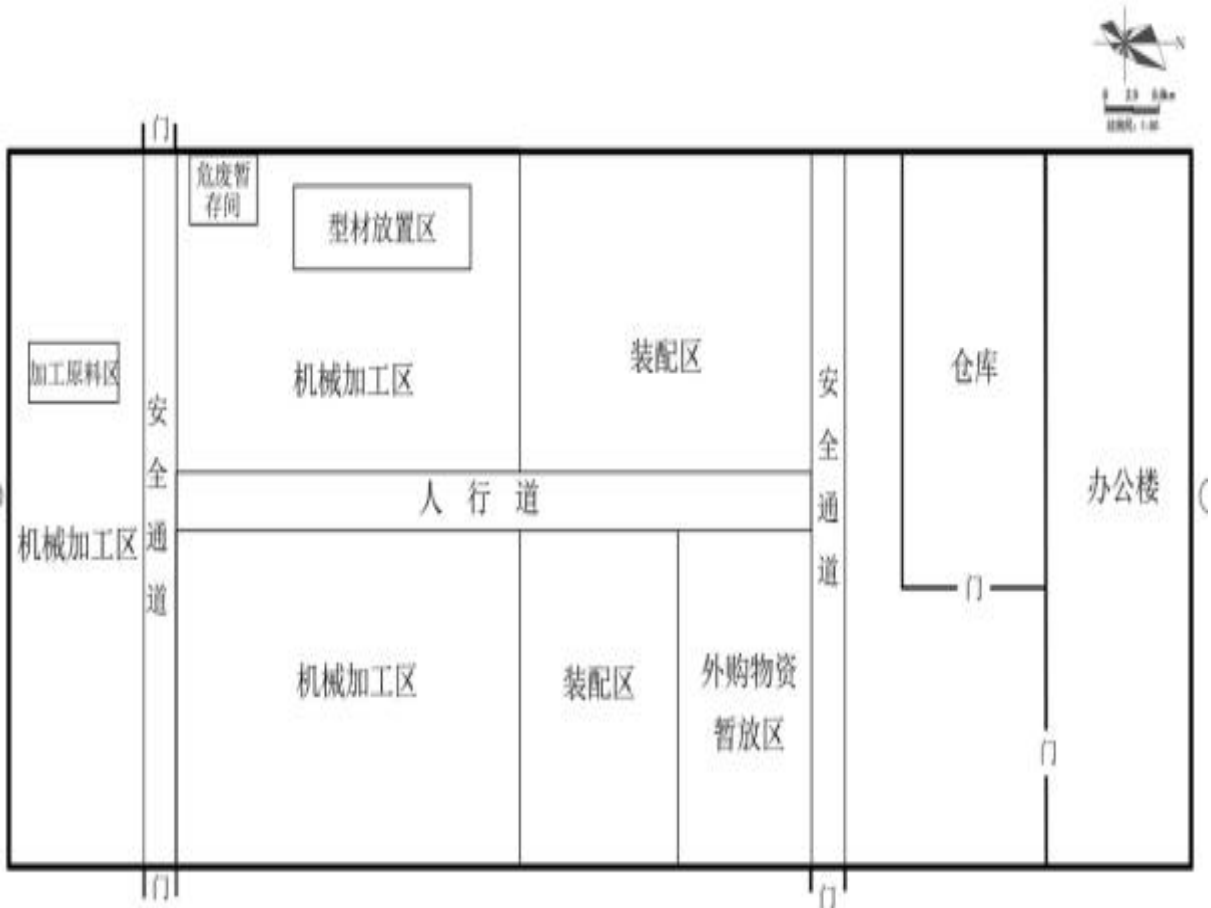 N
门
危废暂
存间
型材放置区
加工原料区
机械加工区
装配区
仓库
安全通道
安全通道
人行道
办公楼
机械加工区
门
机械加工区
装配区
外购物资
暂放区
门
门
门